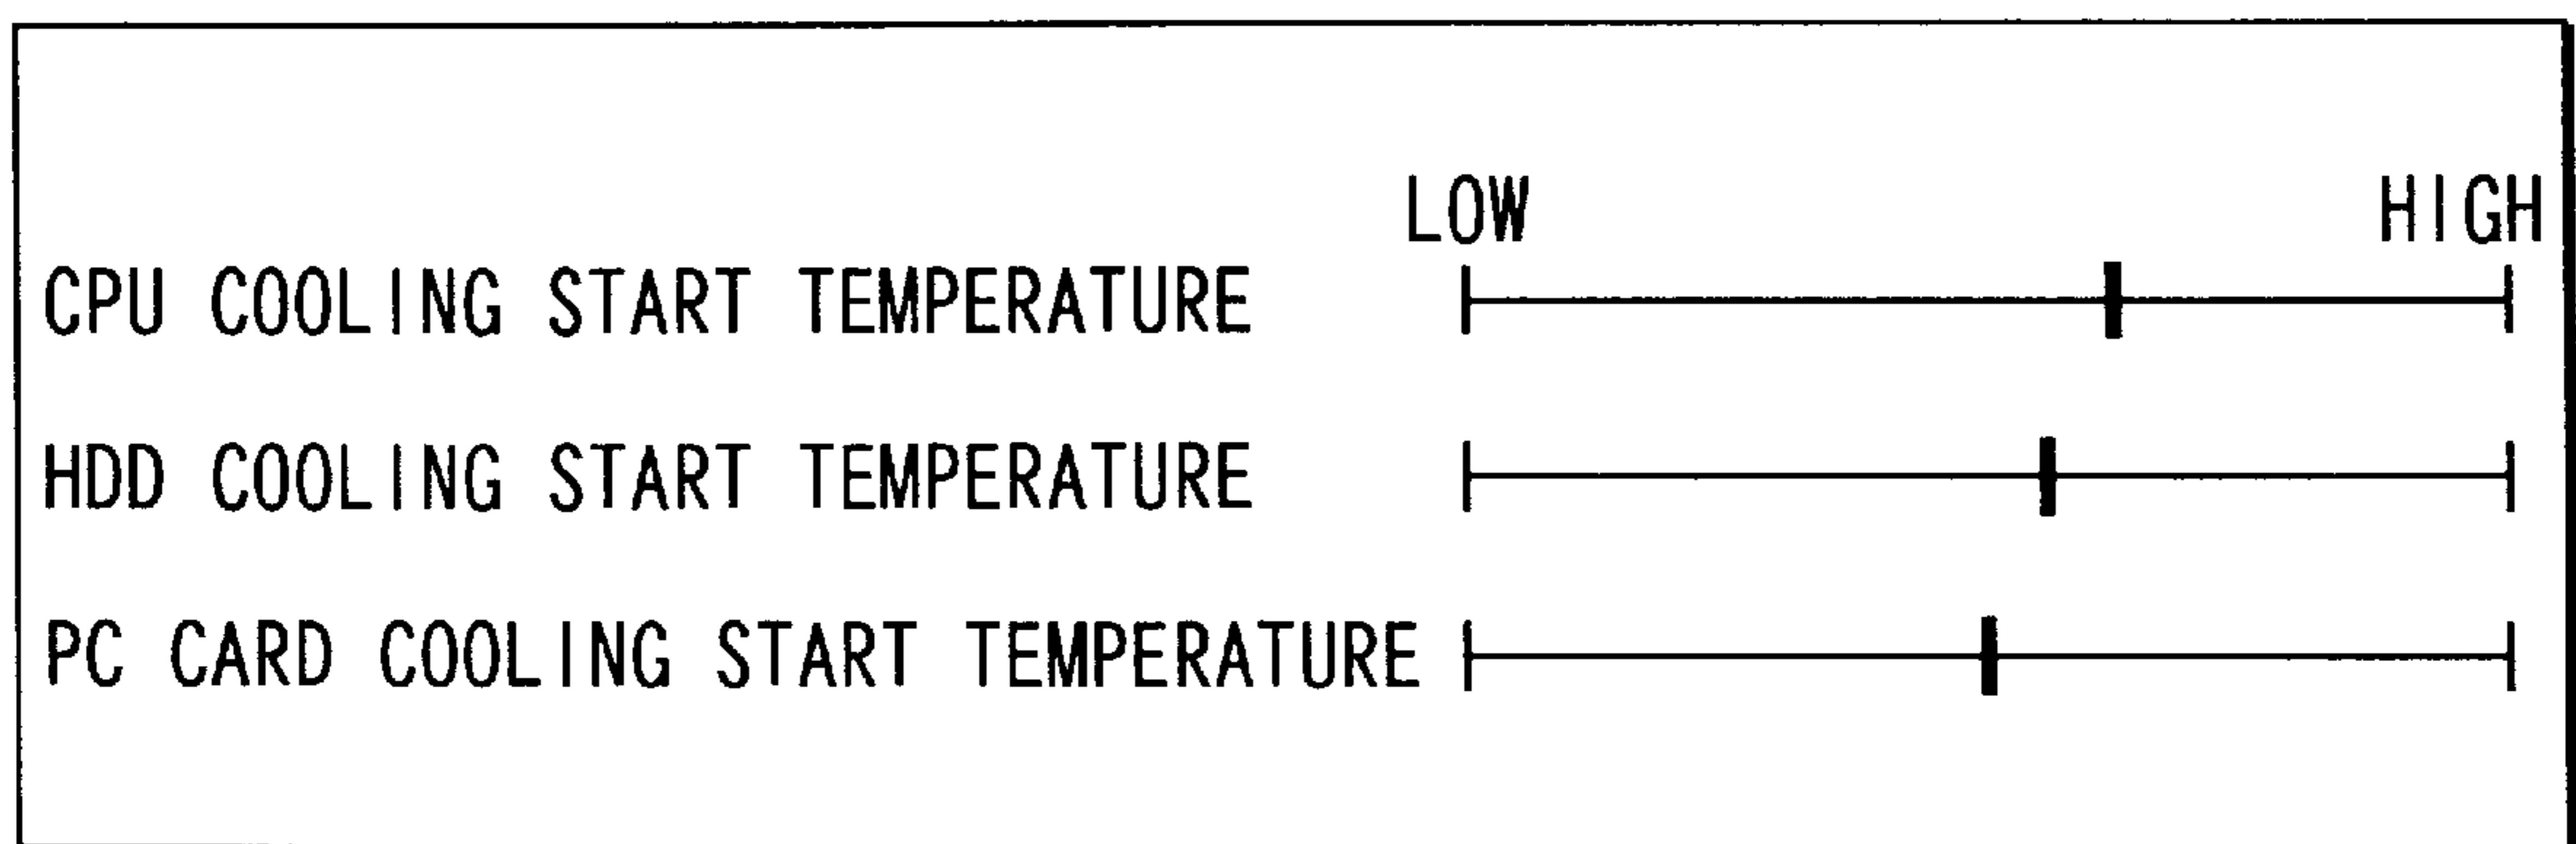 LOW HIGH
CPU COOLING START TEMPERATURE
HDD COOLING START TEMPERATURE
PC CARD COOLING START TEMPERATURE